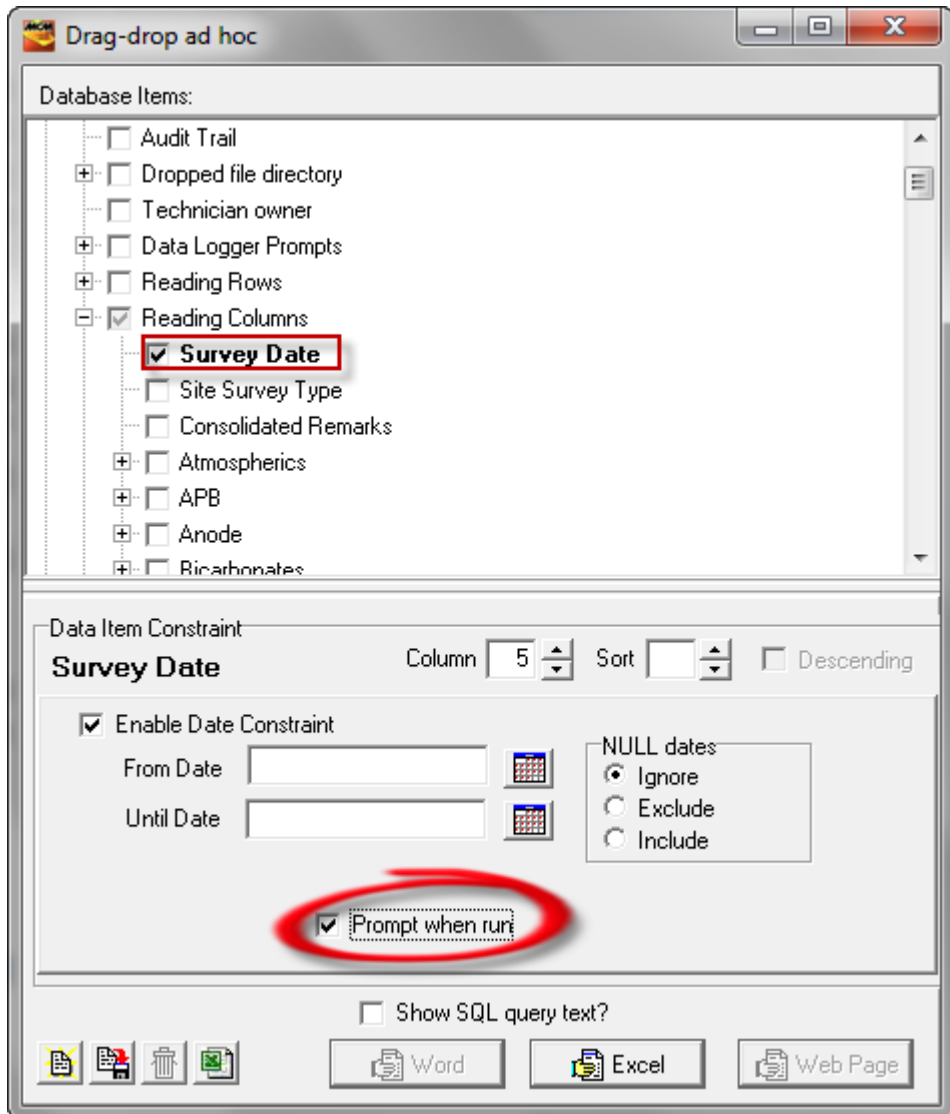 MCM
Drag-drop ad hoc
Database Items:
Audit Trail
Dropped file directory
Technician owner
Data Logger Prompts
Reading Rows
Reading Columns
Survey Date
Site Survey Type
Consolidated Remarks
Atmospherics
APB
Anode
Bicarbonates
Data Item Constraint
Survey Date Column 5 Sort Descending
Enable Date Constraint
From Date
Until Date
NULL dates
Ignore
Exclude
Include
Prompt when run
Show SQL query text?
Word Excel Web Page